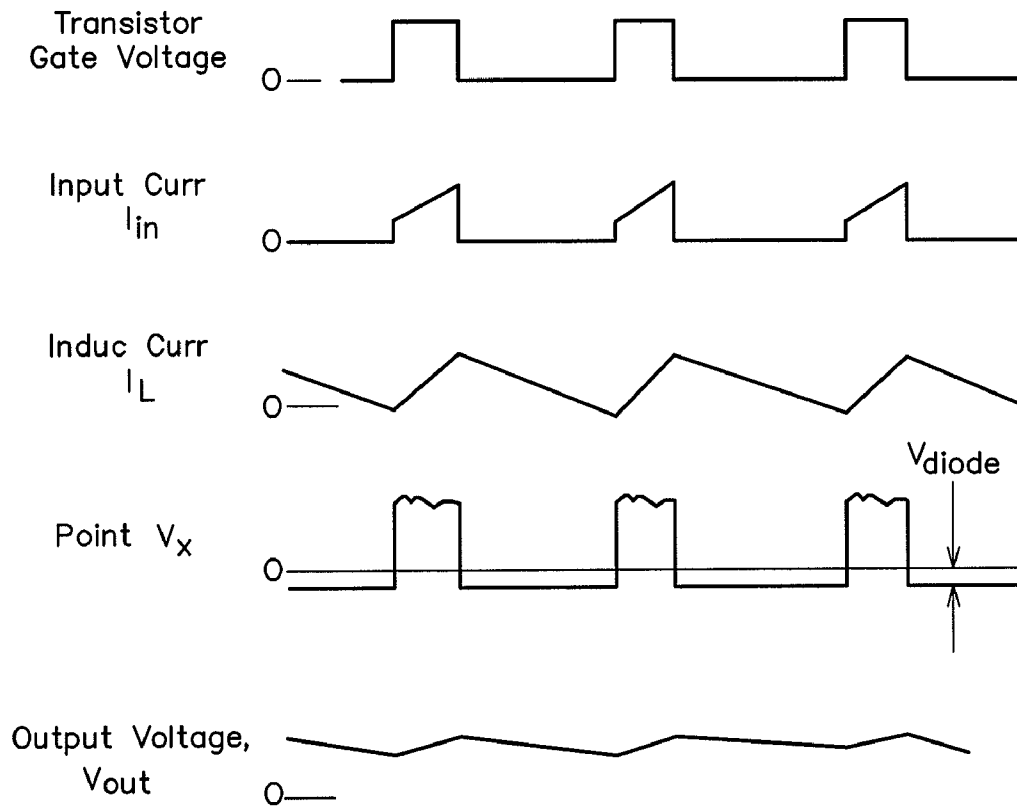 Transistor
Gate Voltage
0
Input Curr
Iin
0
Induc Curr
IL
0
Vdiode
Point Vx
0
Output Voltage,
Vout
0